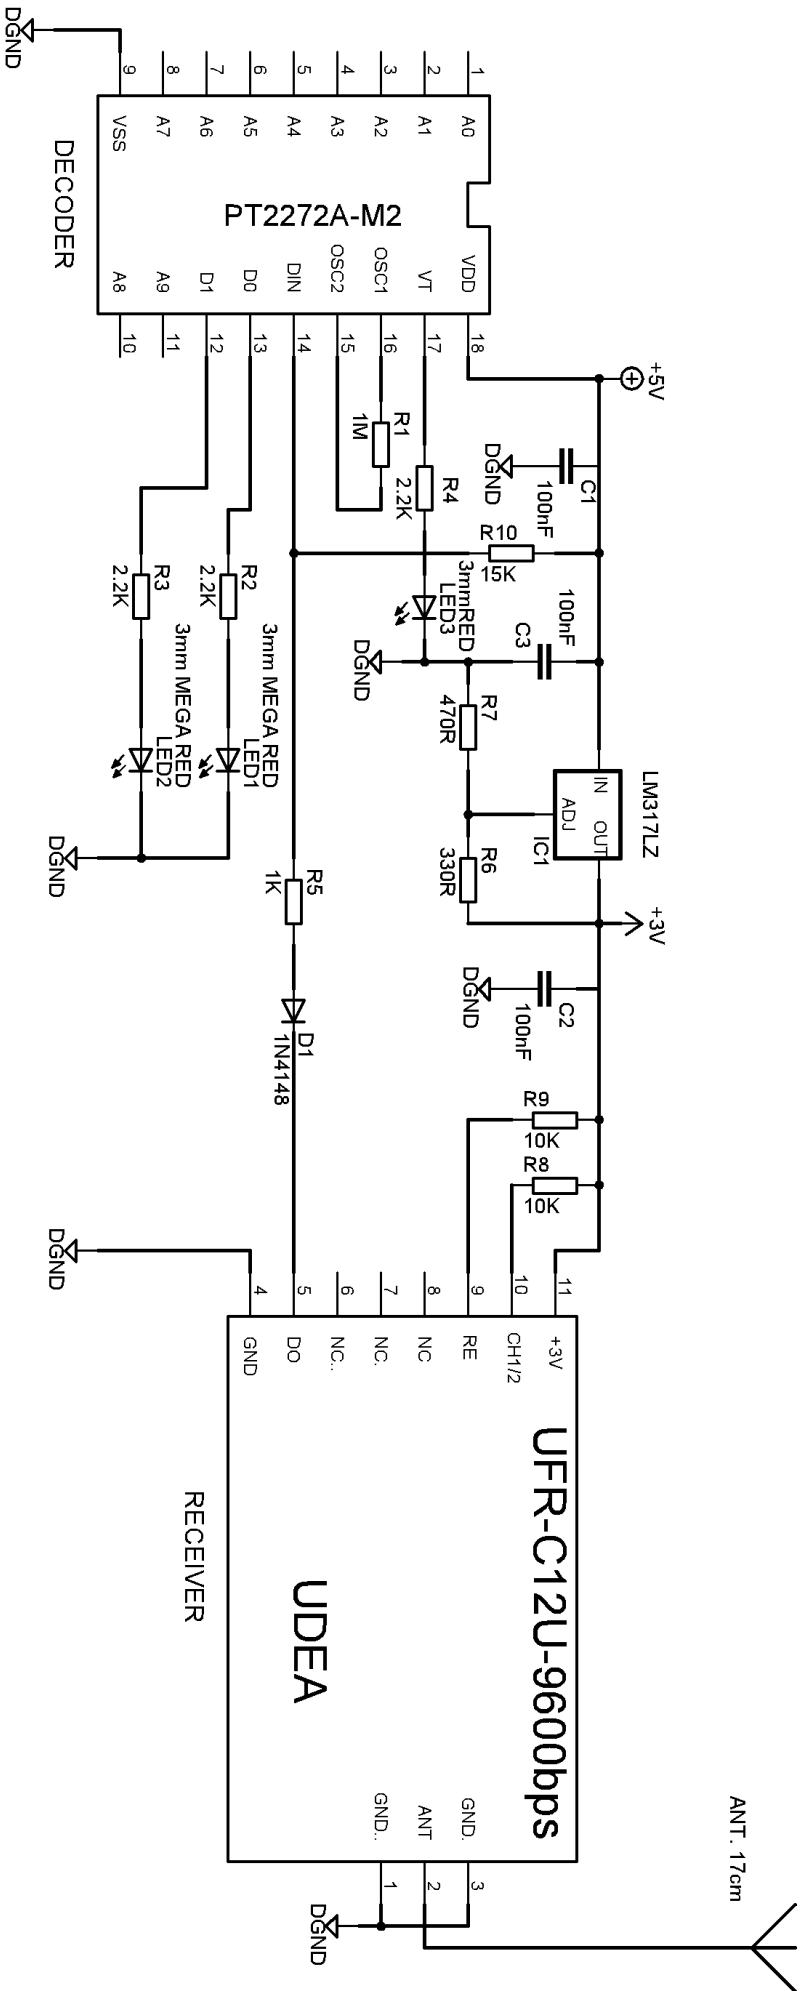 DGND
9
8
7
6
5
4
3
2
1
VSS
A7
A6
A5
A4
A3
A2
A1
A0
DECODER
PT2272A-M2
A8
A9
D1
D0
DIN
OSC2
OSC1
VT
VDD
10
11
12
13
14
15
16
17
18
+5V
R1
1M
R4
2.2K
DGND
C1
100nF
R10
15K
R3
2.2K
R2
2.2K
3mmRED
LED3
DGND
C3
100nF
R7
470R
3mm MEGA RED
LED2
3mm MEGA RED
LED1
DGND
LM317LZ
IN
ADJ
OUT
IC1
R6
330R
R5
1K
+3V
DGND
C2
100nF
D1
1N4148
R9
10K
R8
10K
DGND
4
5
6
7
8
9
10
11
GND
DO
NC..
NC.
NC
RE
CH1/2
+3V
UFR-C12U-9600bps
RECEIVER
UDEA
GND..
ANT
GND.
1
2
3
DGND
ANT. 17cm